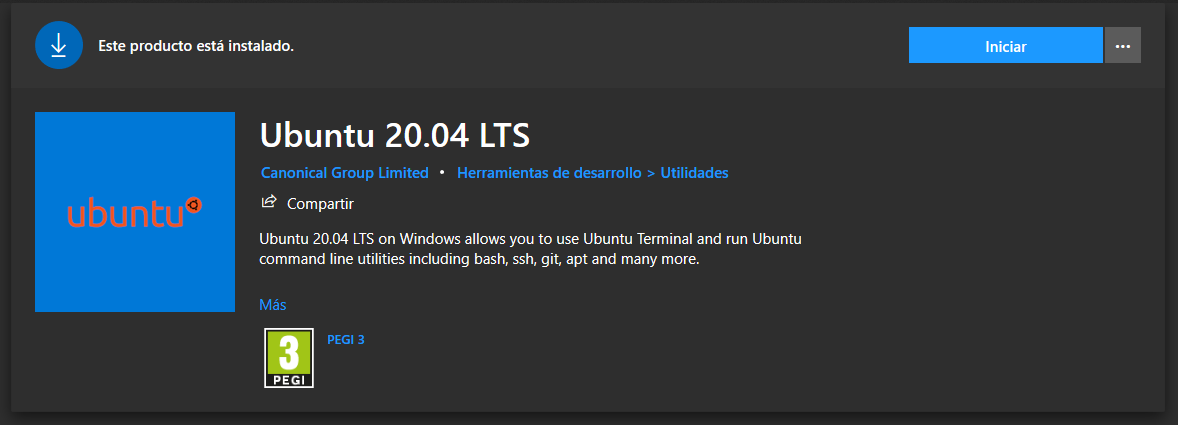 Este producto está instalado.
Iniciar
ubuntu
Ubuntu 20.04 LTS
Canonical Group Limited • Herramientas de desarrollo > Utilidades
Compartir
Ubuntu 20.04 LTS on Windows allows you to use Ubuntu Terminal and run Ubuntu
command line utilities including bash, ssh, git, apt and many more.
Más
3
PEGI
PEGI 3